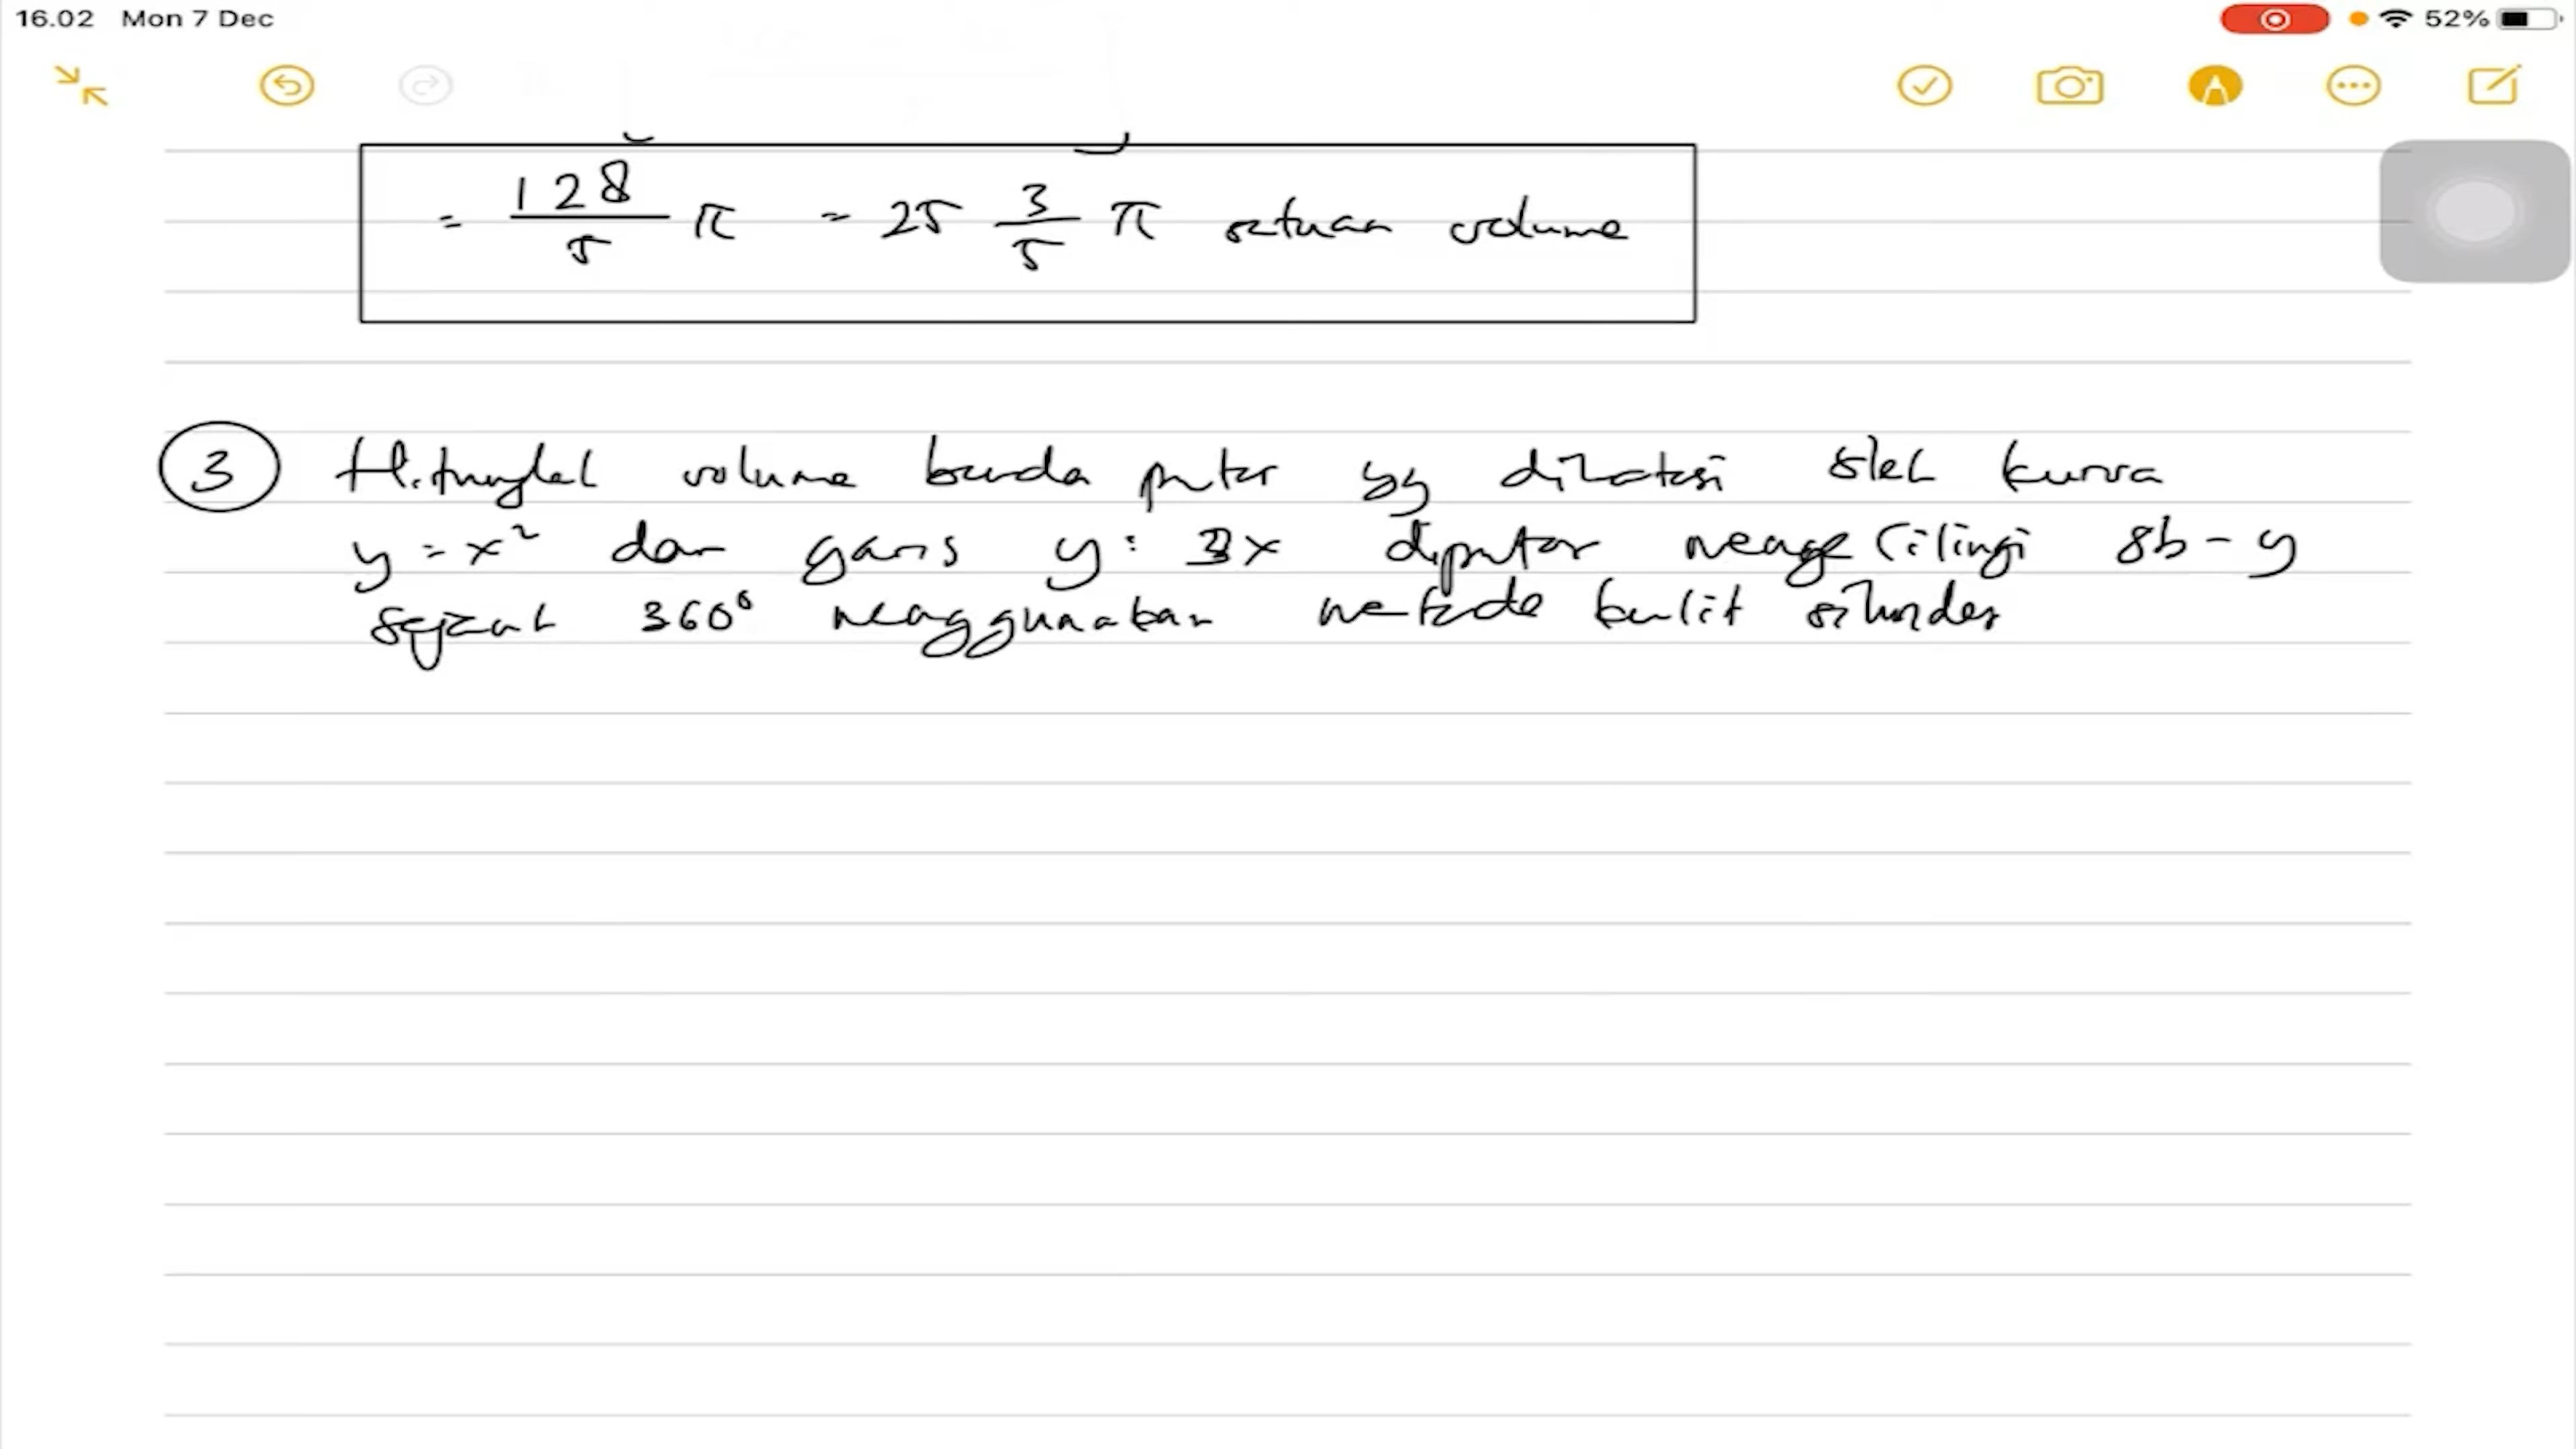 16.02 Mon 7 Dec 52%
= 128/5 π = 25 3/5 π satuan volume
3 Hitunglah volume benda putar yg dibatasi oleh kurva
y = x² dan garis y = 3x diputar mengelilingi sb-y
sejauh 360° menggunakan metode kulit silinder